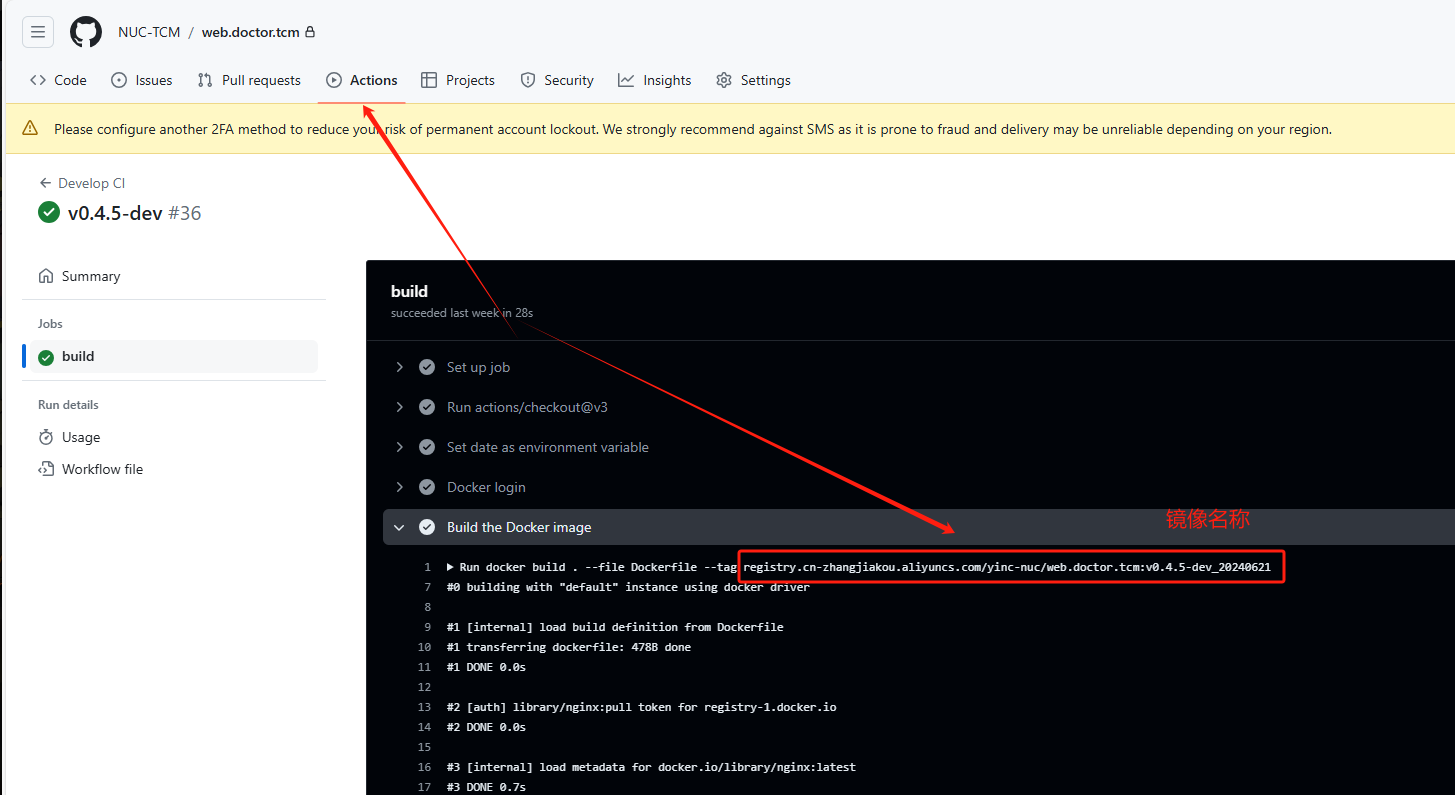 NUC-TCM / web.doctor.tcm
Code Issues Pull requests Actions Projects Security Insights Settings
Please configure another 2FA method to reduce your risk of permanent account lockout. We strongly recommend against SMS as it is prone to fraud and delivery may be unreliable depending on your region.
Develop CI
v0.4.5-dev #36
Summary
Jobs
build
Run details
Usage
Workflow file
build
succeeded last week in 28s
Set up job
Run actions/checkout@v3
Set date as environment variable
Docker login
Build the Docker image
镜像名称
1 Run docker build . --file Dockerfile --tag registry.cn-zhangjiakou.aliyuncs.com/yinc-nuc/web.doctor.tcm:v0.4.5-dev_20240621
7 #0 building with "default" instance using docker driver
8
9 #1 [internal] load build definition from Dockerfile
10 #1 transferring dockerfile: 478B done
11 #1 DONE 0.0s
12
13 #2 [auth] library/nginx:pull token for registry-1.docker.io
14 #2 DONE 0.0s
15
16 #3 [internal] load metadata for docker.io/library/nginx:latest
17 #3 DONE 0.7s